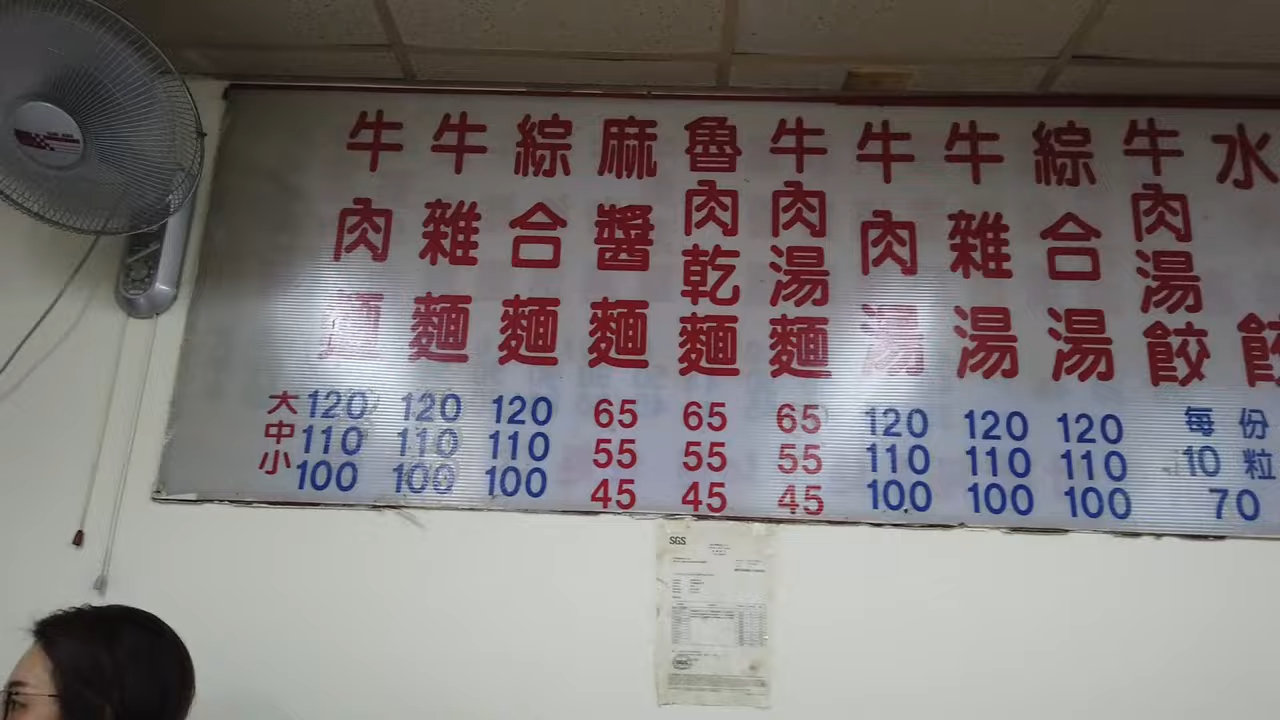 牛肉麵
牛雜麵
綜合麵
麻醬麵
魯肉乾麵
牛肉湯麵
牛肉湯
牛雜湯
綜合湯
牛肉湯餃
水餃
大 120 120 120 65 65 65 120 120 120 每份
中 110 110 110 55 55 55 110 110 110 10粒
小 100 100 100 45 45 45 100 100 100 70
SGS